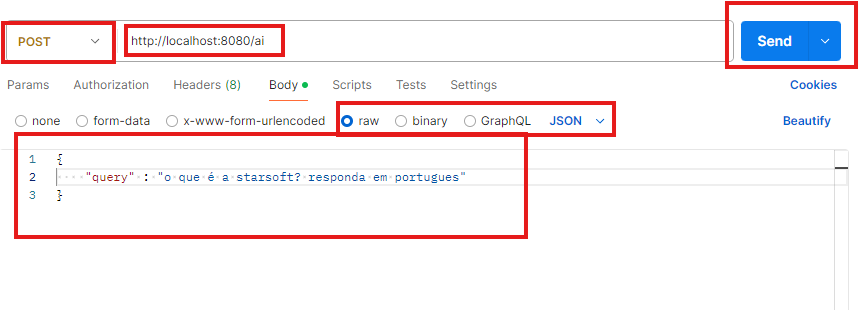 POST http://localhost:8080/ai Send
Params Authorization Headers (8) Body Scripts Tests Settings Cookies
none form-data x-www-form-urlencoded raw binary GraphQL JSON Beautify
1 {
2 "query" : "o que é a starsoft? responda em portugues"
3 }